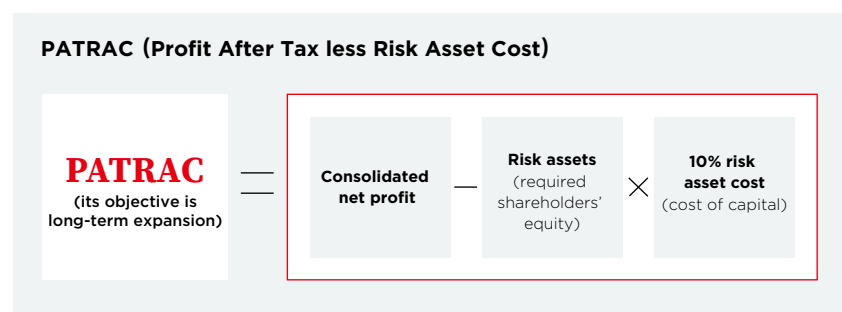 PATRAC (Profit After Tax less Risk Asset Cost)
PATRAC
(its objective is
long-term expansion)
=
Consolidated
net profit
—
Risk assets
(required
shareholders’
equity)
×
10% risk
asset cost
(cost of capital)